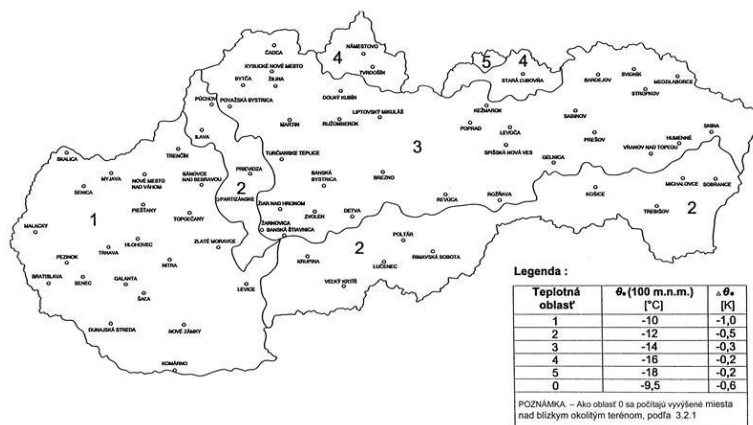 ČADCA
NÁMESTOVO
4
TVRDOŠÍN
5
4
STARÁ ĽUBOVŇA
KYSUCKÉ NOVÉ MESTO
BYTČA
ŽILINA
BARDEJOV
SVIDNÍK
MEDZILABORCE
STROPKOV
PÚCHOV
POVAŽSKÁ BYSTRICA
DOLNÝ KUBÍN
LIPTOVSKÝ MIKULÁŠ
KEŽMAROK
SABINOV
MARTIN
RUŽOMBEROK
POPRAD
LEVOČA
PREŠOV
SNINA
HUMENNÉ
ILAVA
3
SPIŠSKÁ NOVÁ VES
VRANOV NAD TOPĽOU
SKALICA
TRENČÍN
TURČIANSKE TEPLICE
GELNICA
MYJAVA
NOVÉ MESTO
NAD VÁHOM
BÁNOVCE
NAD BEBRAVOU
PRIEVIDZA
BANSKÁ
BYSTRICA
BREZNO
MICHALOVCE
SOBRANCE
SENICA
2
PARTIZÁNSKE
REVÚCA
ROŽŇAVA
KOŠICE
1
PIEŠŤANY
TOPOĽČANY
ŽIAR NAD HRONOM
ZVOLEN
DETVA
TREBIŠOV
2
MALACKY
ŽARNOVICA
BANSKÁ ŠTIAVNICA
HLOHOVEC
ZLATÉ MORAVCE
POLTÁR
2
TRNAVA
PEZINOK
NITRA
KRUPINA
LUČENEC
RIMAVSKÁ SOBOTA
BRATISLAVA
SENEC
GALANTA
ŠAĽA
LEVICE
VEĽKÝ KRTÍŠ
DUNAJSKÁ STREDA
NOVÉ ZÁMKY
KOMÁRNO
Legenda :
Teplotná oblasť θₑ (100 m.n.m.) [°C] △θₑ [K]
1 -10 -1,0
2 -12 -0,5
3 -14 -0,3
4 -16 -0,2
5 -18 -0,2
0 -9,5 -0,6
POZNÁMKA. – Ako oblasť 0 sa počítajú vyvýšené miesta
nad blízkym okolitým terénom, podľa 3.2.1